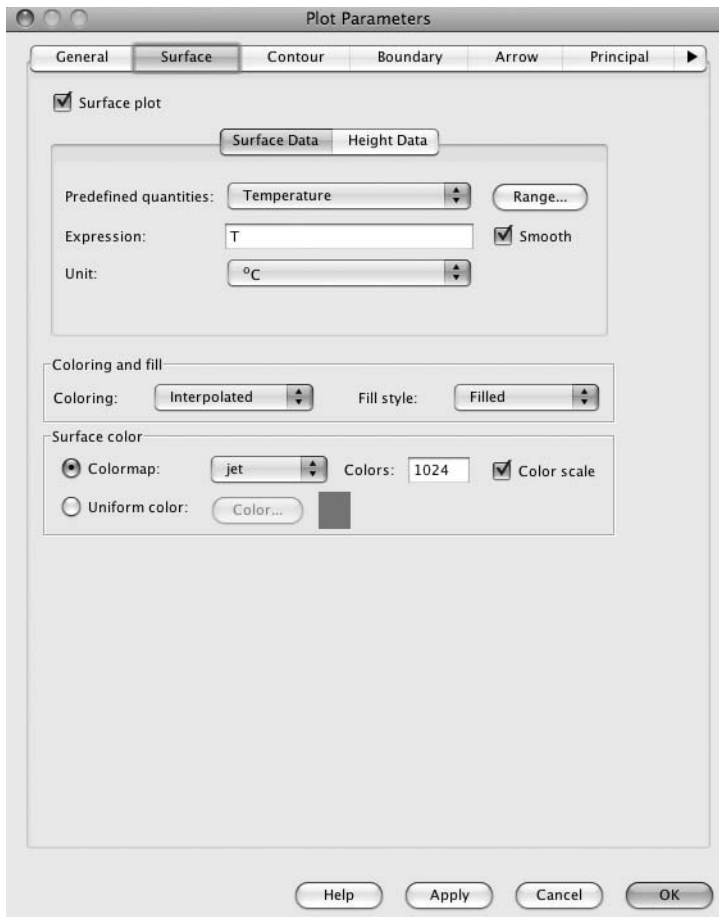 Plot Parameters
General Surface Contour Boundary Arrow Principal
Surface plot
Surface Data Height Data
Predefined quantities: Temperature Range...
Expression: T Smooth
Unit: °C
Coloring and fill
Coloring: Interpolated Fill style: Filled
Surface color
Colormap: jet Colors: 1024 Color scale
Uniform color: Color...
Help Apply Cancel OK